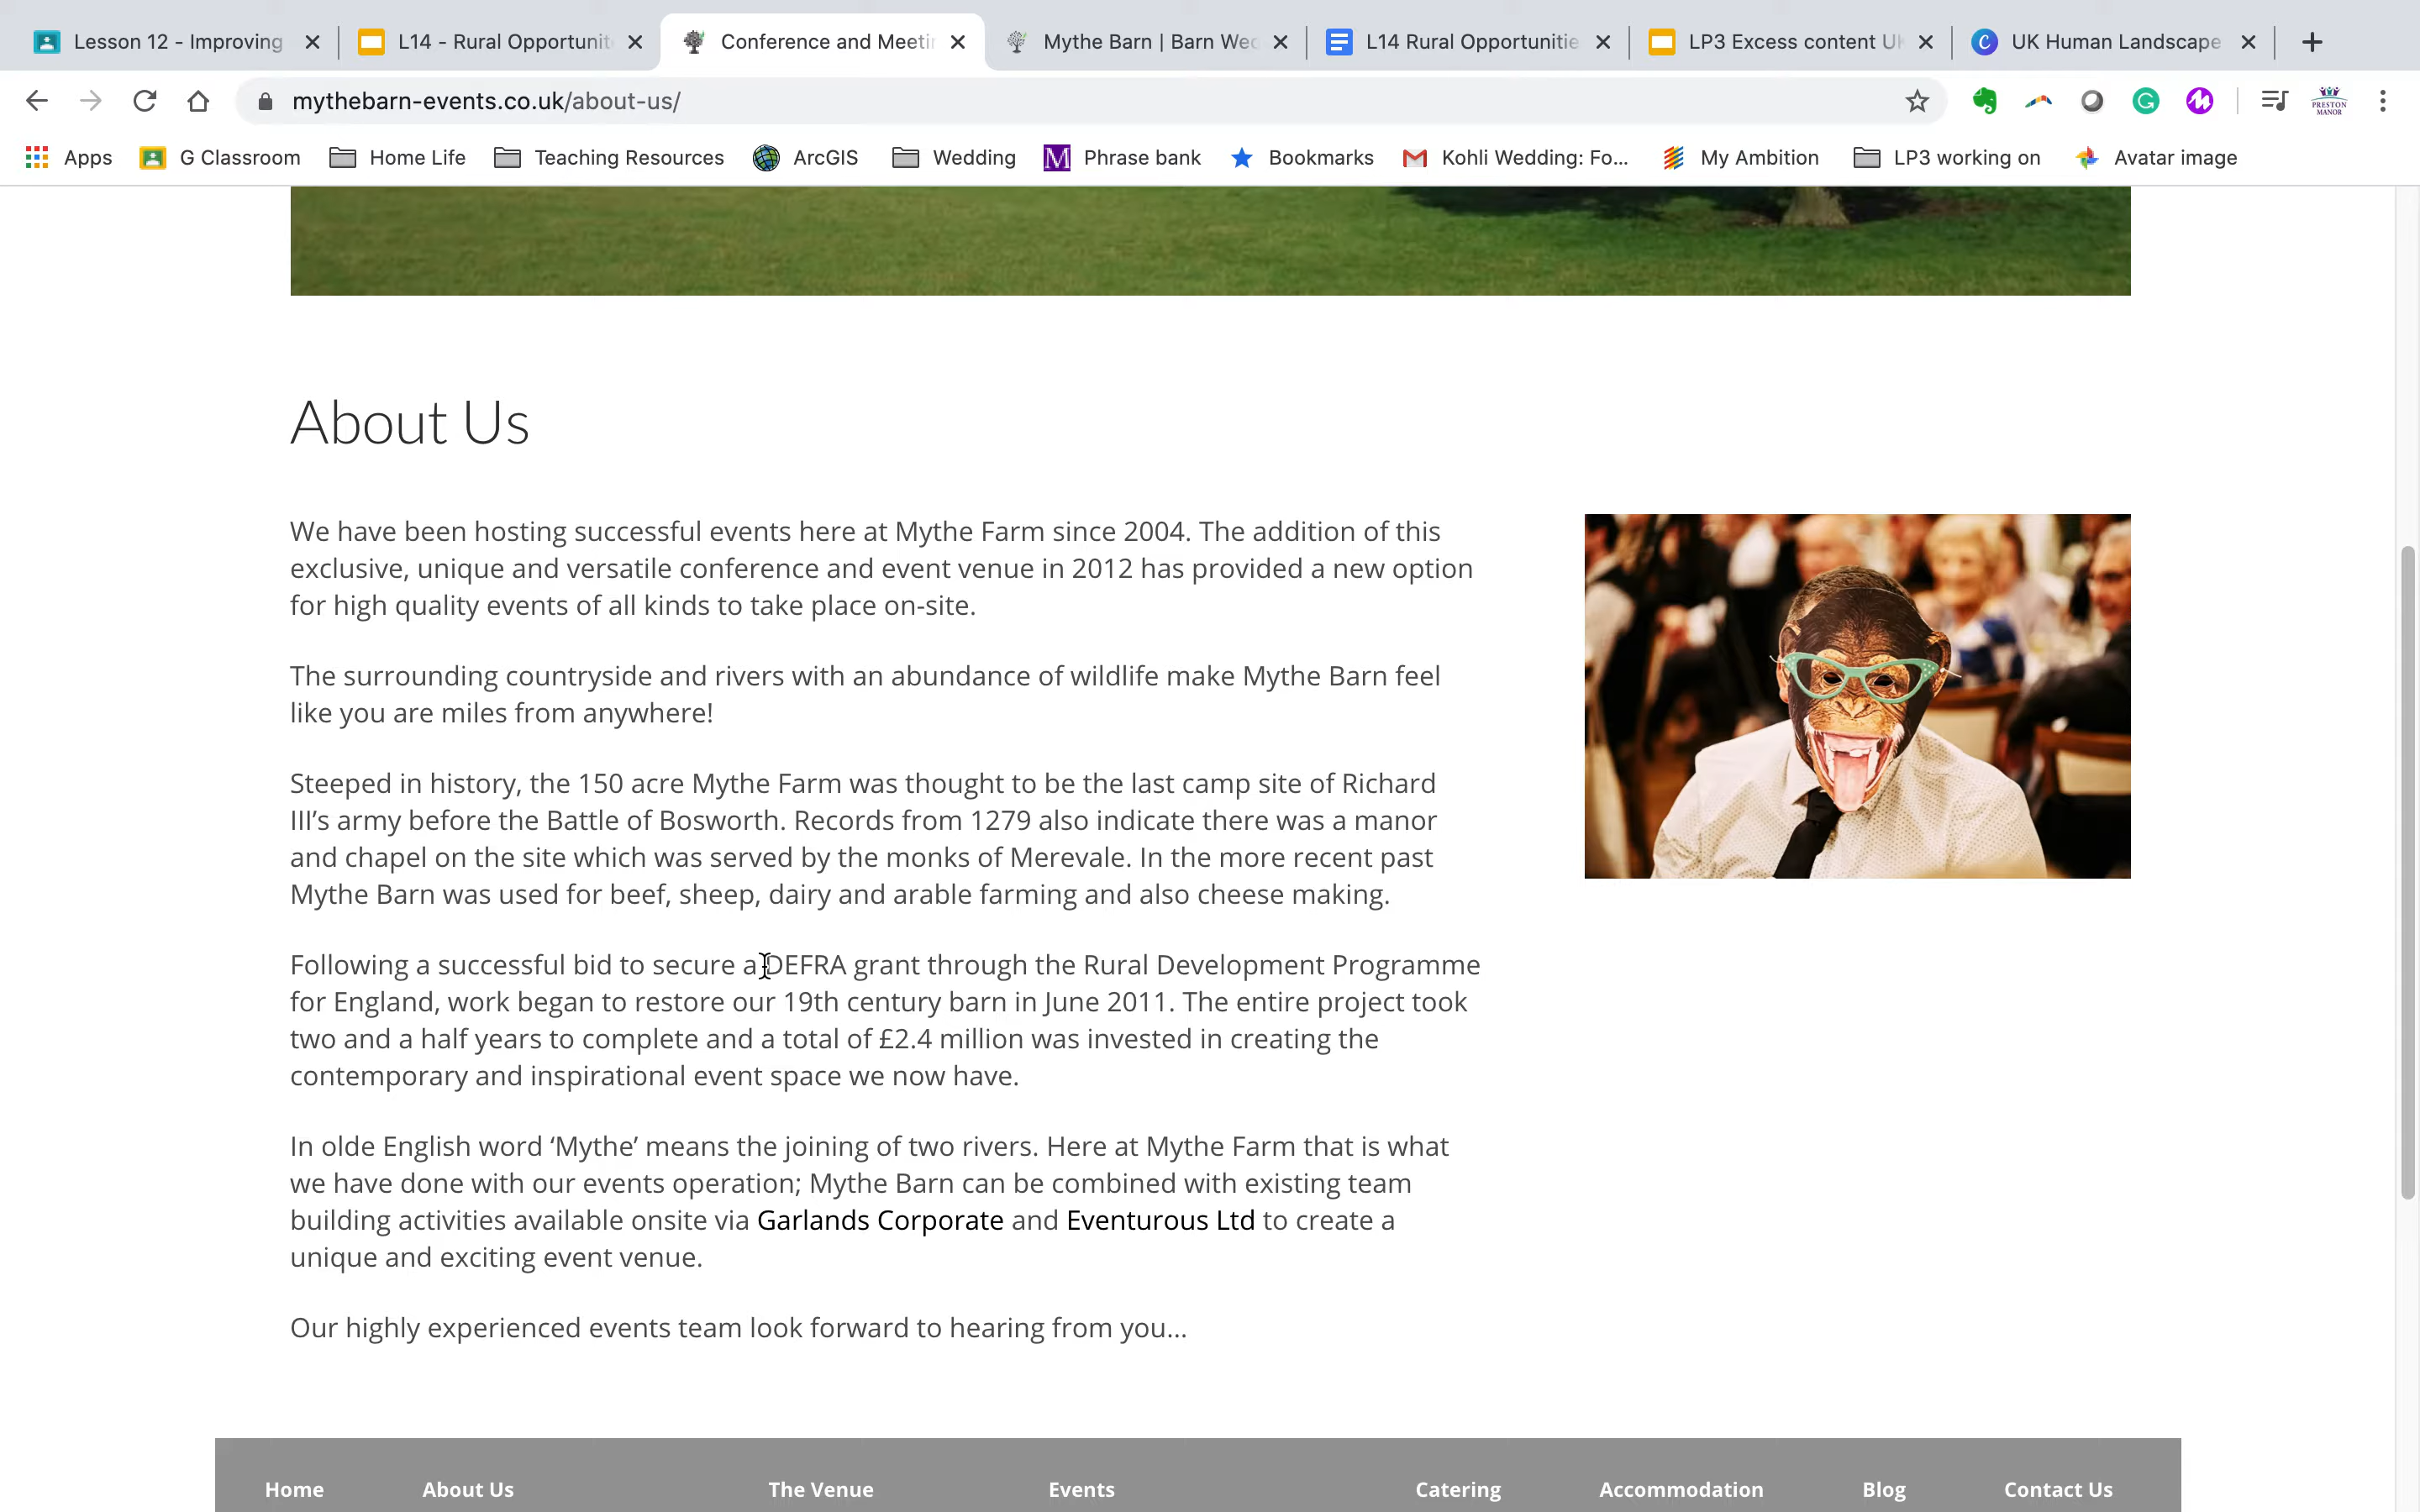 Lesson 12 - Improving
L14 - Rural Opportunit
Conference and Meetin
Mythe Barn | Barn Wed
L14 Rural Opportunitie
LP3 Excess content UK
UK Human Landscape
mythebarn-events.co.uk/about-us/
PRESTON MANOR
Apps
G Classroom
Home Life
Teaching Resources
ArcGIS
Wedding
Phrase bank
Bookmarks
Kohli Wedding: Fo...
My Ambition
LP3 working on
Avatar image
About Us
We have been hosting successful events here at Mythe Farm since 2004. The addition of this
exclusive, unique and versatile conference and event venue in 2012 has provided a new option
for high quality events of all kinds to take place on-site.
The surrounding countryside and rivers with an abundance of wildlife make Mythe Barn feel
like you are miles from anywhere!
Steeped in history, the 150 acre Mythe Farm was thought to be the last camp site of Richard
III’s army before the Battle of Bosworth. Records from 1279 also indicate there was a manor
and chapel on the site which was served by the monks of Merevale. In the more recent past
Mythe Barn was used for beef, sheep, dairy and arable farming and also cheese making.
Following a successful bid to secure a DEFRA grant through the Rural Development Programme
for England, work began to restore our 19th century barn in June 2011. The entire project took
two and a half years to complete and a total of £2.4 million was invested in creating the
contemporary and inspirational event space we now have.
In olde English word ‘Mythe’ means the joining of two rivers. Here at Mythe Farm that is what
we have done with our events operation; Mythe Barn can be combined with existing team
building activities available onsite via Garlands Corporate and Eventurous Ltd to create a
unique and exciting event venue.
Our highly experienced events team look forward to hearing from you...
Home
About Us
The Venue
Events
Catering
Accommodation
Blog
Contact Us